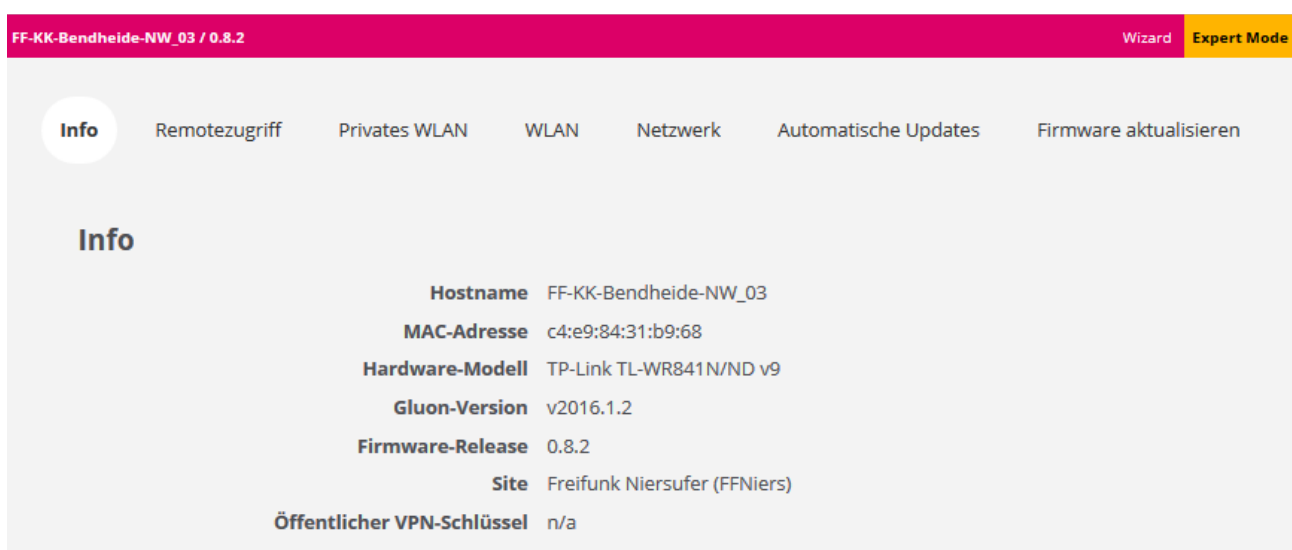 FF-KK-Bendheide-NW_03 / 0.8.2 Wizard Expert Mode
Info Remotezugriff Privates WLAN WLAN Netzwerk Automatische Updates Firmware aktualisieren
Info
Hostname FF-KK-Bendheide-NW_03
MAC-Adresse c4:e9:84:31:b9:68
Hardware-Modell TP-Link TL-WR841N/ND v9
Gluon-Version v2016.1.2
Firmware-Release 0.8.2
Site Freifunk Niersufer (FFNiers)
Öffentlicher VPN-Schlüssel n/a